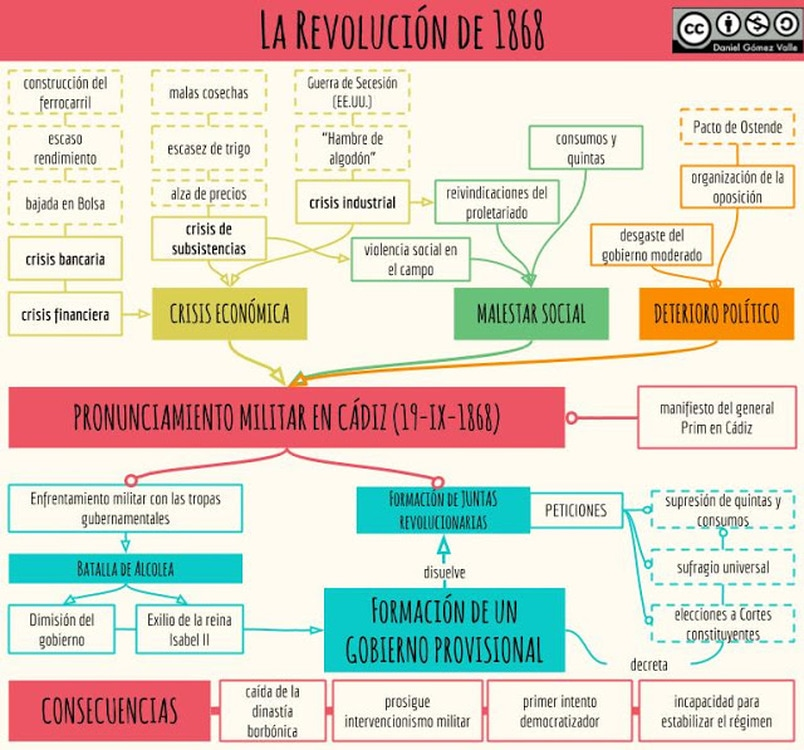 LA REVOLUCIÓN DE 1868
cc
Daniel Gómez Valle
construcción del
ferrocarril
escaso
rendimiento
bajada en Bolsa
crisis bancaria
crisis financiera
malas cosechas
escasez de trigo
alza de precios
crisis de
subsistencias
Guerra de Secesión
(EE.UU.)
“Hambre de
algodón”
crisis industrial
reivindicaciones del
proletariado
violencia social en
el campo
consumos y
quintas
Pacto de Ostende
organización de la
oposición
desgaste del
gobierno moderado
CRISIS ECONÓMICA
MALESTAR SOCIAL
DETERIORO POLÍTICO
PRONUNCIAMIENTO MILITAR EN CÁDIZ (19-IX-1868)
manifiesto del general
Prim en Cádiz
Enfrentamiento militar con las tropas
gubernamentales
BATALLA DE ALCOLEA
Dimisión del
gobierno
Exilio de la reina
Isabel II
FORMACIÓN DE JUNTAS
REVOLUCIONARIAS
PETICIONES
supresión de quintas y
consumos
sufragio universal
elecciones a Cortes
constituyentes
disuelve
FORMACIÓN DE UN
GOBIERNO PROVISIONAL
decreta
CONSECUENCIAS
caída de la
dinastía
borbónica
prosigue
intervencionismo militar
primer intento
democratizador
incapacidad para
estabilizar el régimen